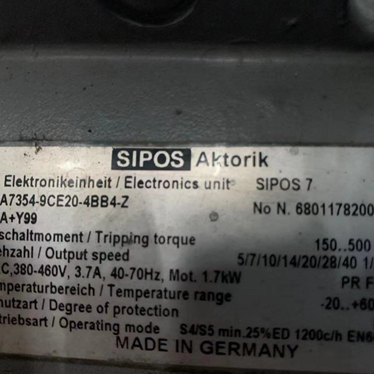 SIPOS Aktorik
Elektronikeinheit / Electronics unit SIPOS 7
A7354-9CE20-4BB4-Z No N. 6801178200
A+Y99
schaltmoment / Tripping torque 150..500
ehzahl / Output speed 5/7/10/14/20/28/40 1/
C,380-460V, 3.7A, 40-70Hz, Mot. 1.7kW PR F
emperaturbereich / Temperature range -20..+60
hutzart / Degree of protection
triebsart / Operating mode S4/S5 min.25%ED 1200c/h EN6
MADE IN GERMANY